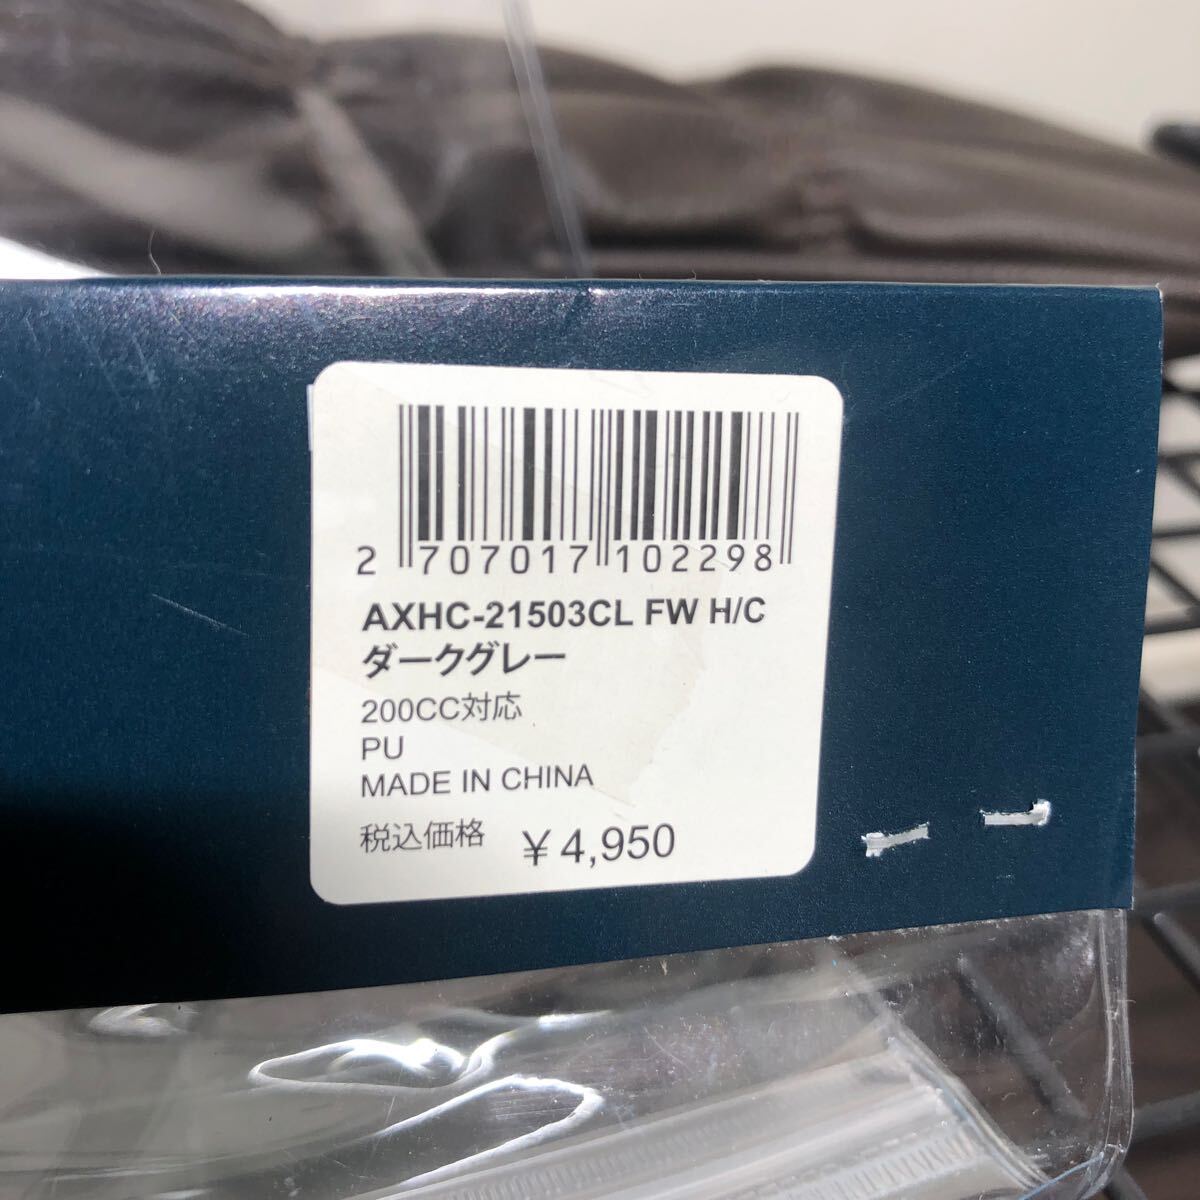 2 707017 102298
AXHC-21503CL FW H/C
ダークグレー
200CC対応
PU
MADE IN CHINA
税込価格 ¥4,950